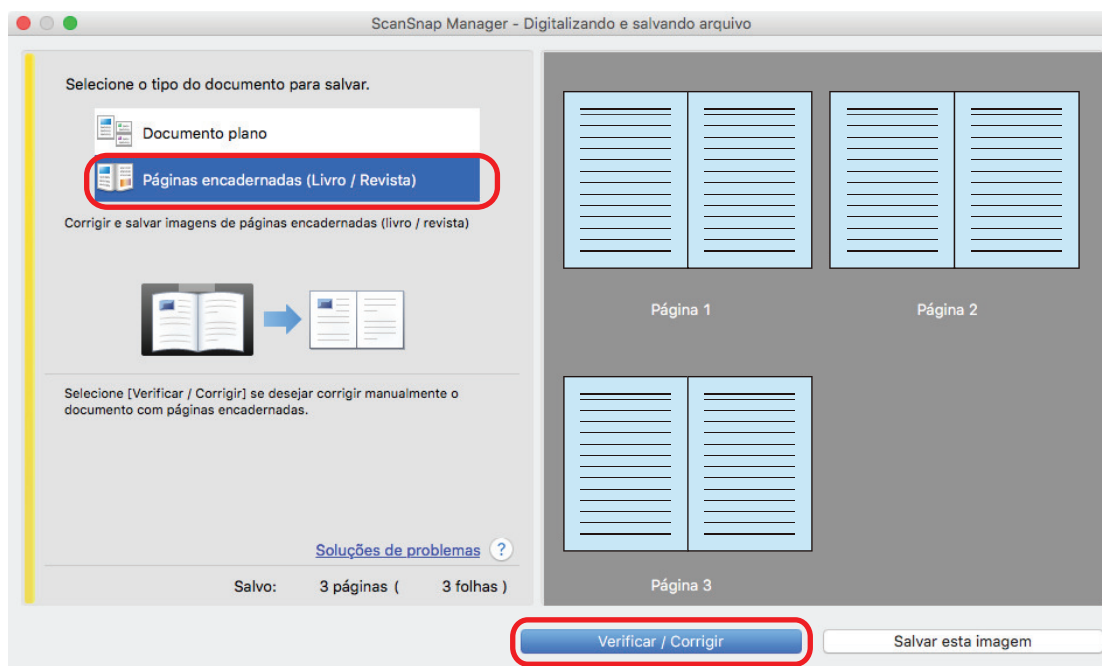 ScanSnap Manager - Digitalizando e salvando arquivo
Selecione o tipo do documento para salvar.
Documento plano
Páginas encadernadas (Livro / Revista)
Corrigir e salvar imagens de páginas encadernadas (livro / revista)
Selecione [Verificar / Corrigir] se desejar corrigir manualmente o
documento com páginas encadernadas.
Soluções de problemas ?
Salvo: 3 páginas ( 3 folhas )
Página 1
Página 2
Página 3
Verificar / Corrigir
Salvar esta imagem